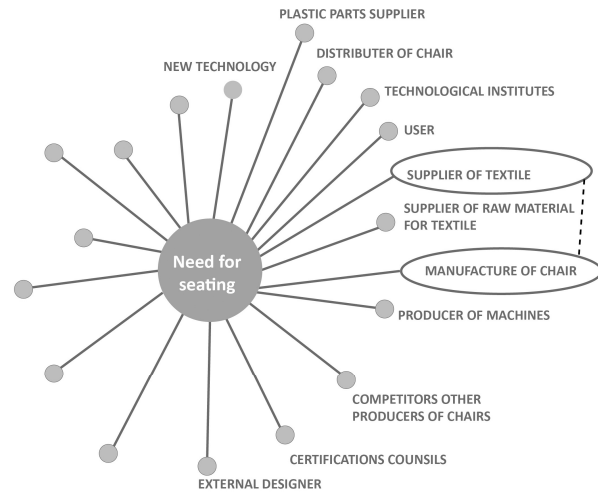 PLASTIC PARTS SUPPLIER
DISTRIBUTER OF CHAIR
NEW TECHNOLOGY
TECHNOLOGICAL INSTITUTES
USER
SUPPLIER OF TEXTILE
SUPPLIER OF RAW MATERIAL
FOR TEXTILE
Need for
seating
MANUFACTURE OF CHAIR
PRODUCER OF MACHINES
COMPETITORS OTHER
PRODUCERS OF CHAIRS
CERTIFICATIONS COUNSILS
EXTERNAL DESIGNER